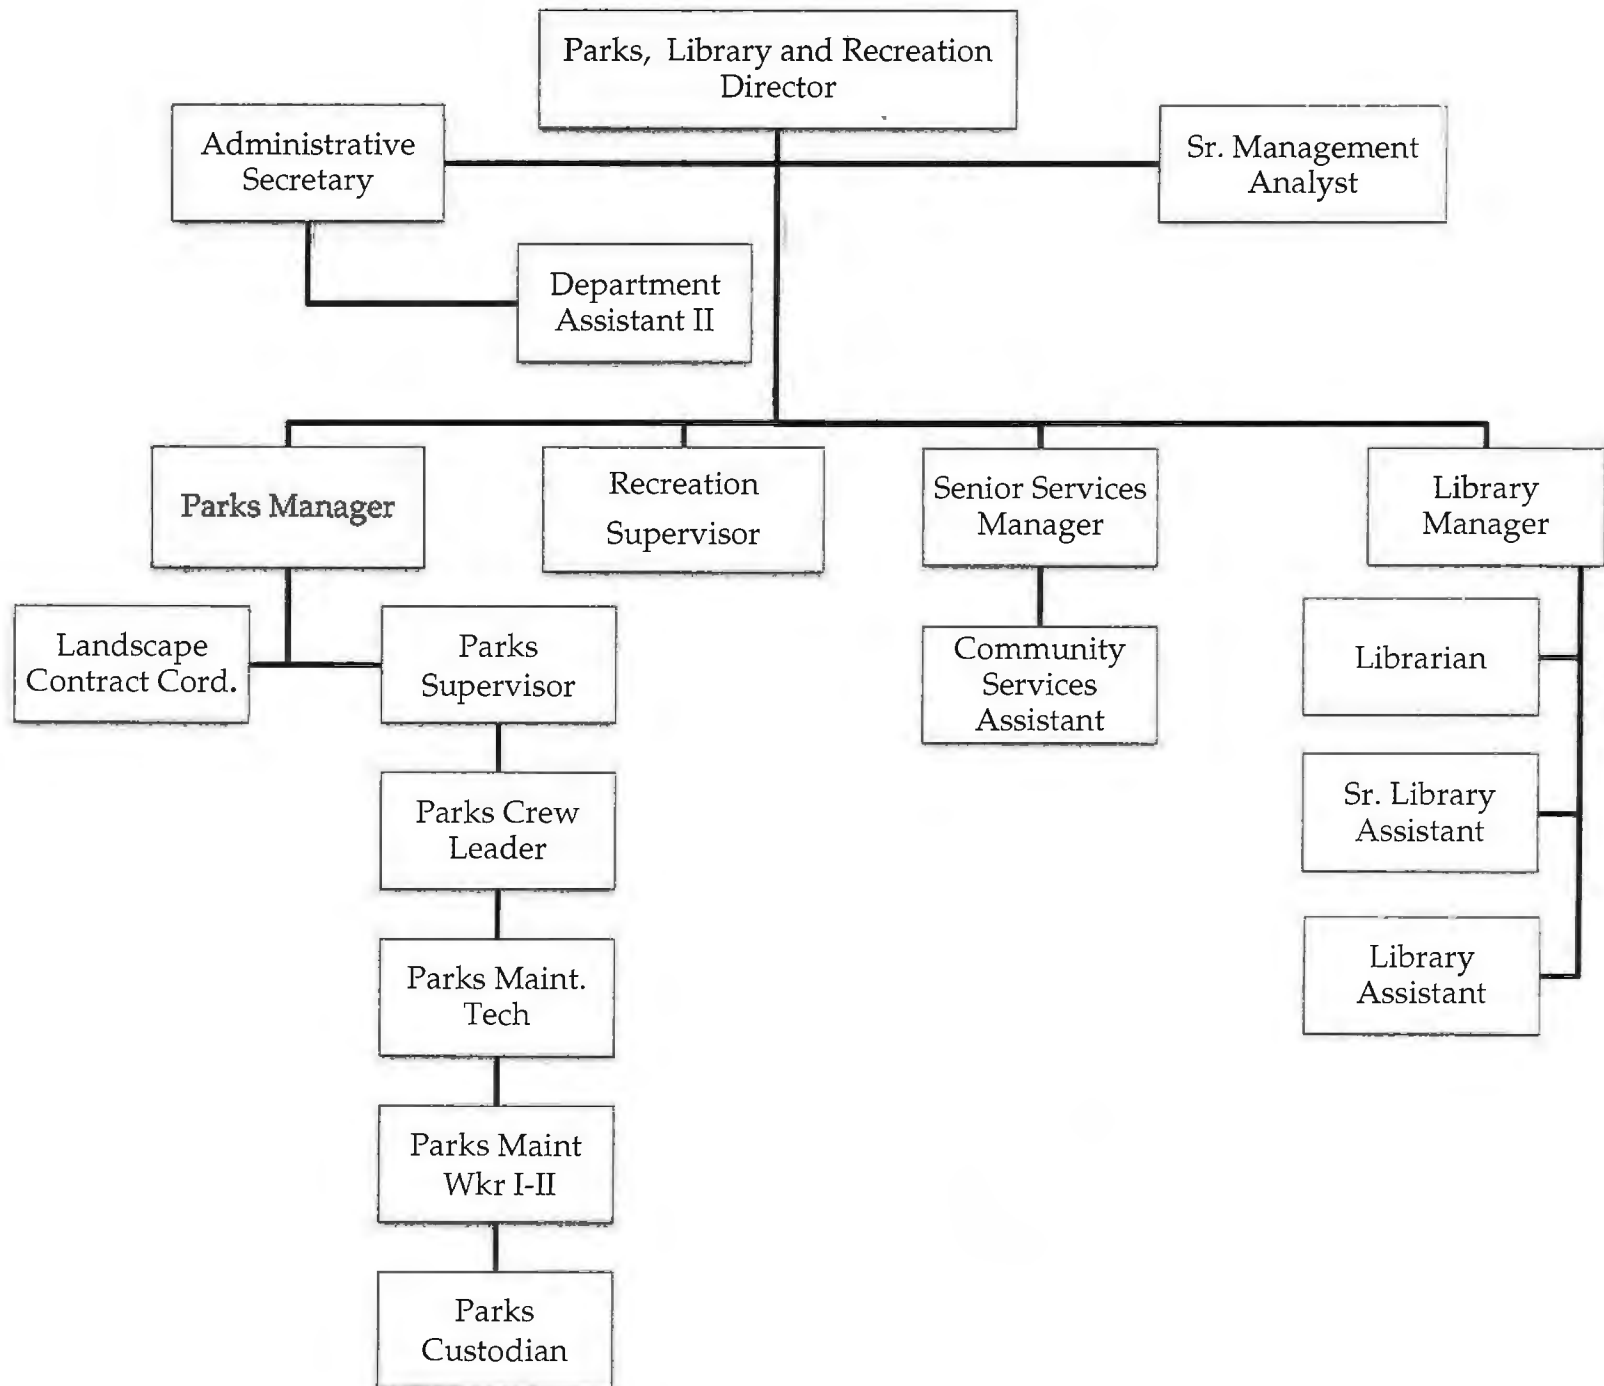 Parks, Library and Recreation
Director
Administrative
Secretary
Sr. Management
Analyst
Department
Assistant II
Parks Manager
Recreation
Supervisor
Senior Services
Manager
Library
Manager
Landscape
Contract Cord.
Parks
Supervisor
Community
Services
Assistant
Librarian
Parks Crew
Leader
Sr. Library
Assistant
Parks Maint.
Tech
Library
Assistant
Parks Maint
Wkr I-II
Parks
Custodian